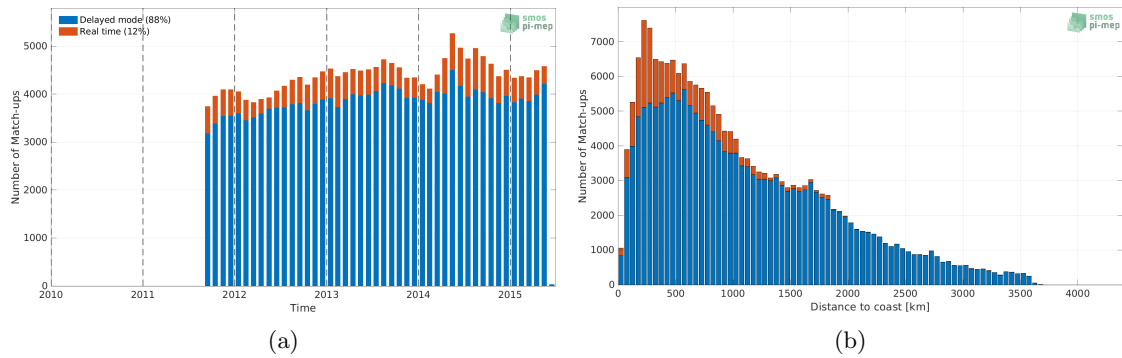 Delayed mode (88%)
Real time (12%)
smos
pi-mep
Number of Match-ups
5000
4000
3000
2000
1000
0
2010 2011 2012 2013 2014 2015
Time
(a)
smos
pi-mep
Number of Match-ups
7000
6000
5000
4000
3000
2000
1000
0
0 500 1000 1500 2000 2500 3000 3500 4000
Distance to coast [km]
(b)